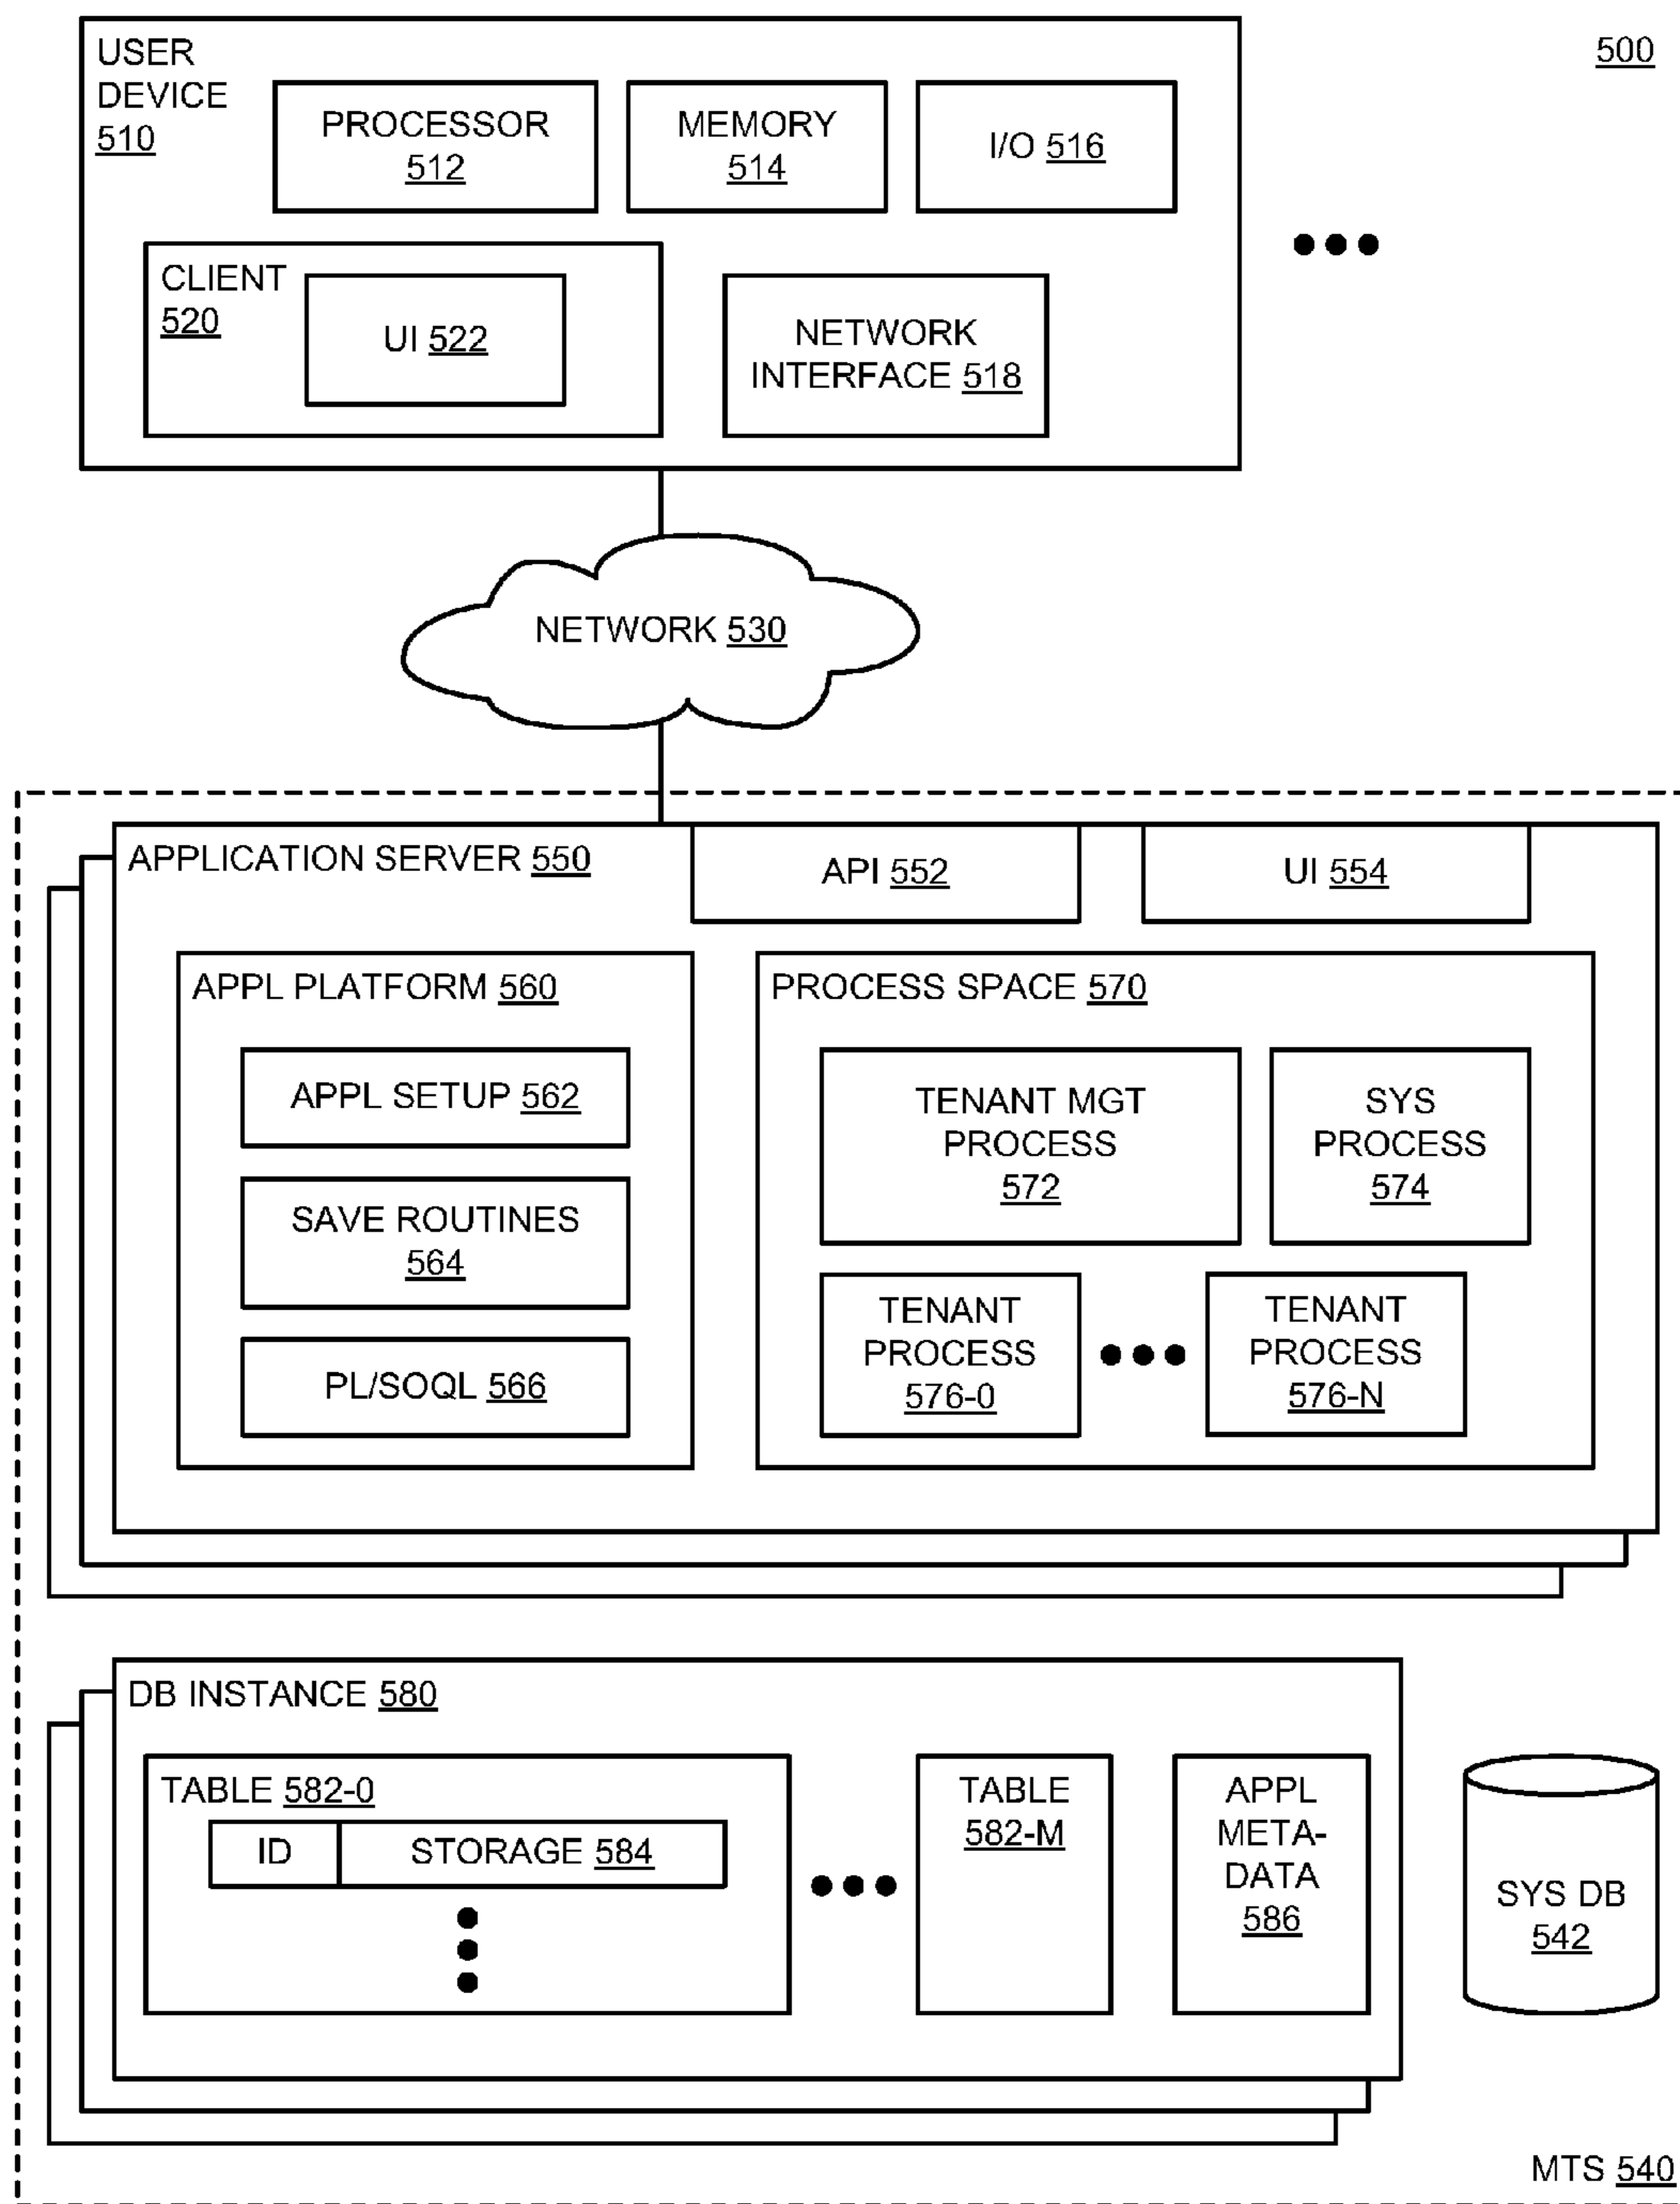 500
USER
DEVICE
510
PROCESSOR
512
MEMORY
514
I/O 516
CLIENT
520
UI 522
NETWORK
INTERFACE 518
NETWORK 530
APPLICATION SERVER 550
API 552
UI 554
APPL PLATFORM 560
APPL SETUP 562
SAVE ROUTINES
564
PL/SOQL 566
PROCESS SPACE 570
TENANT MGT
PROCESS
572
SYS
PROCESS
574
TENANT
PROCESS
576-0
TENANT
PROCESS
576-N
DB INSTANCE 580
TABLE 582-0
ID
STORAGE 584
TABLE
582-M
APPL
META-
DATA
586
SYS DB
542
MTS 540